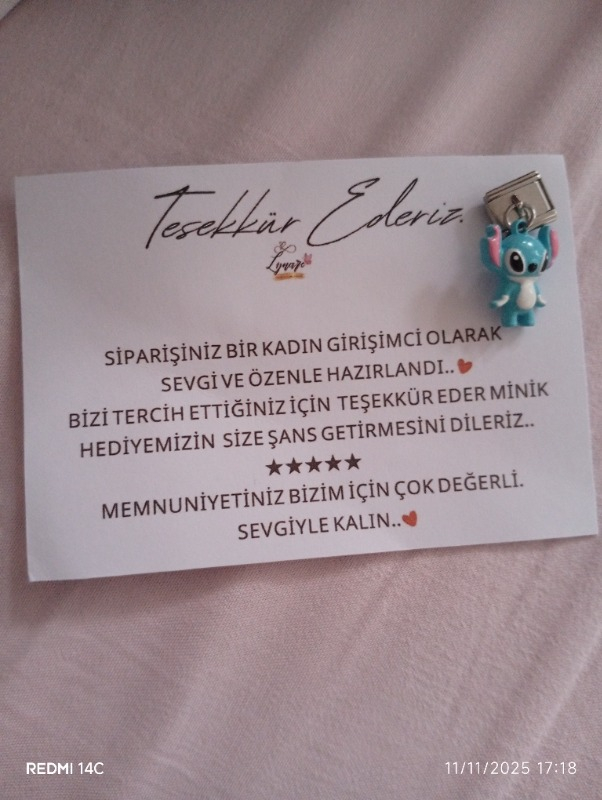 Teşekkür Ederiz.
SİPARİŞİNİZ BİR KADIN GİRİŞİMCİ OLARAK
SEVGİ VE ÖZENLE HAZIRLANDI..❤
BİZİ TERCİH ETTİĞİNİZ İÇİN TEŞEKKÜR EDER MİNİK
HEDİYEMİZİN SİZE ŞANS GETİRMESİNİ DİLERİZ..
★★★★★
MEMNUNİYETİNİZ BİZİM İÇİN ÇOK DEĞERLİ.
SEVGİYLE KALIN..❤
REDMI 14C
11/11/2025 17:18